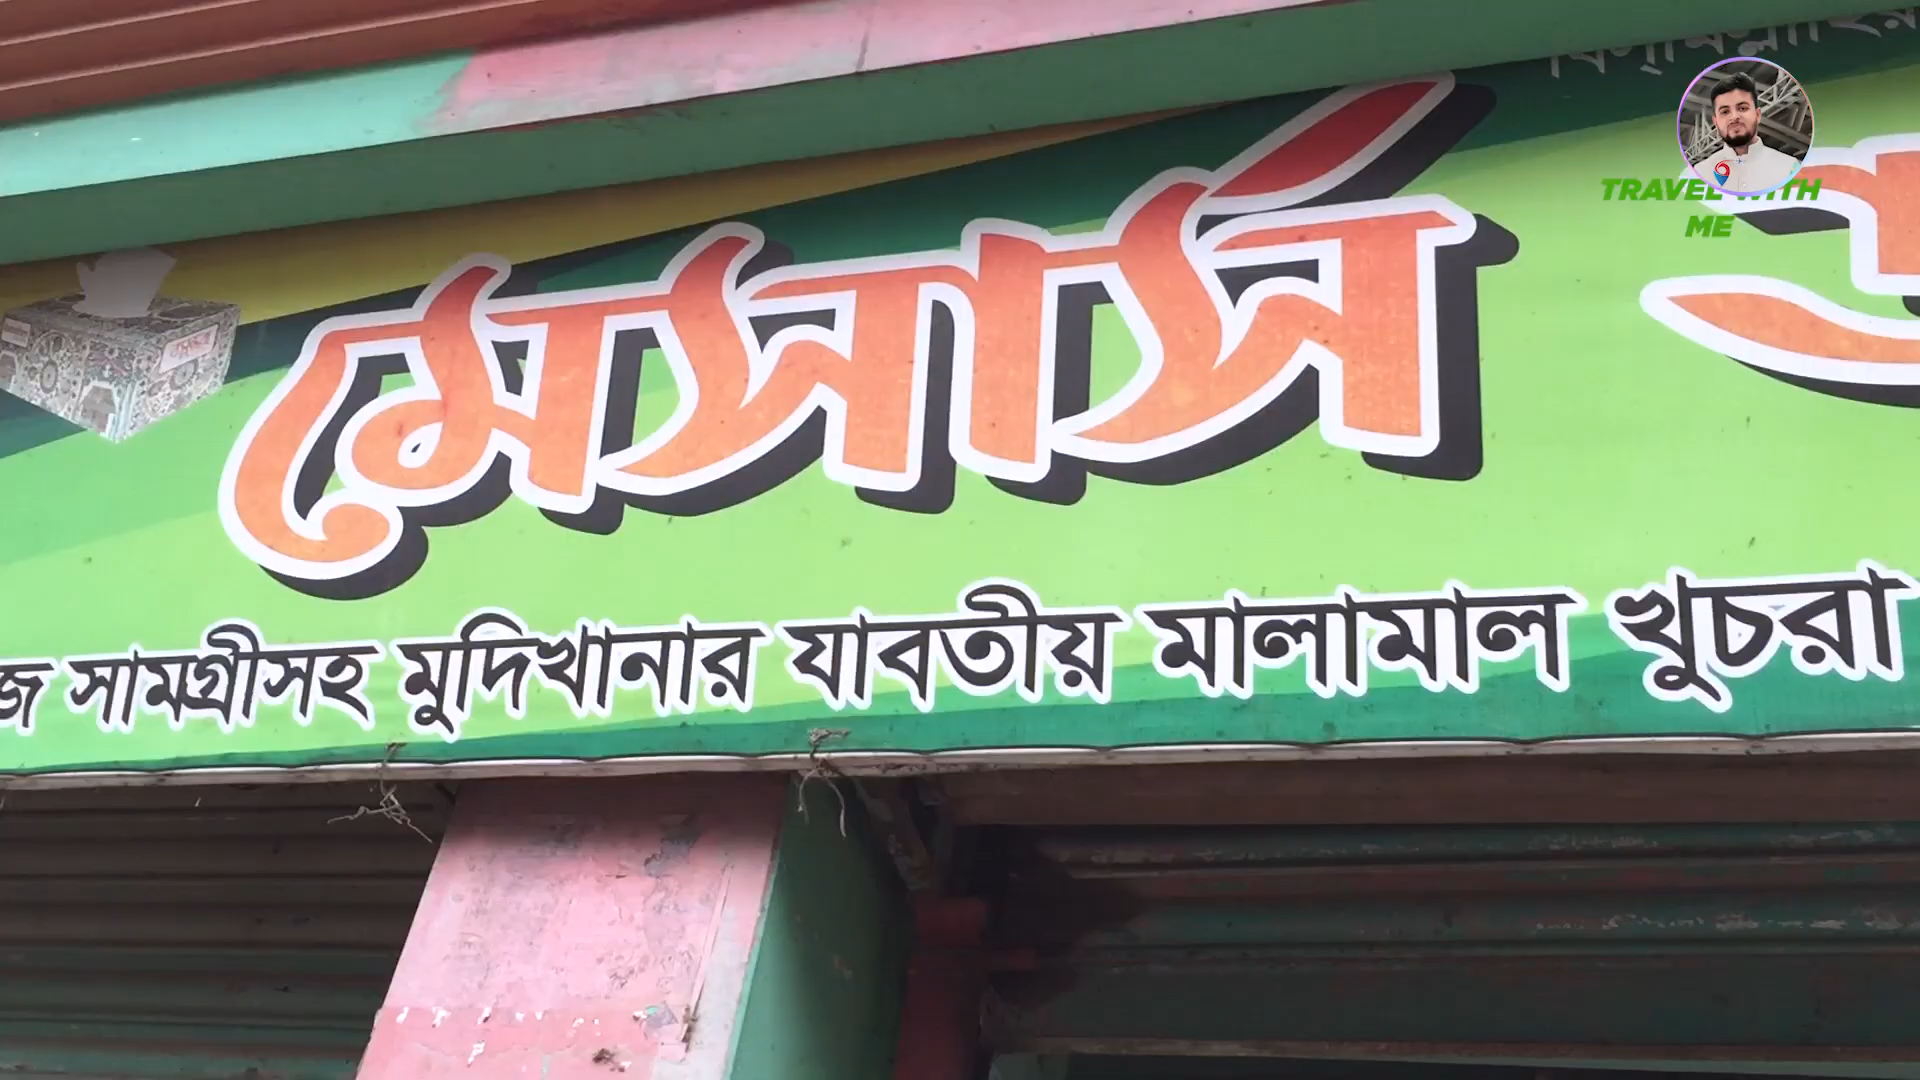 TRAVEL WITH
ME
মেসার্স
সামগ্রীসহ মুদিখানার যাবতীয় মালামাল খুচরা